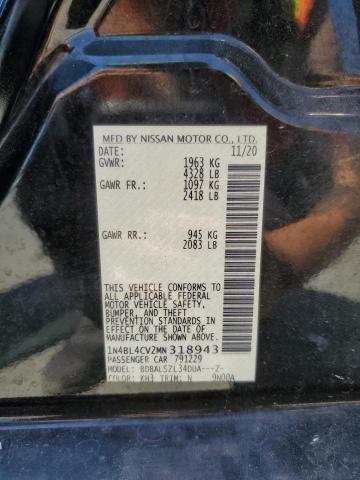 MFD BY NISSAN MOTOR CO., LTD.
DATE: 11/20
GVWR: 1963 KG
4328 LB
GAWR FR.: 1097 KG
2418 LB
GAWR RR.: 945 KG
2083 LB
THIS VEHICLE CONFORMS TO
ALL APPLICABLE FEDERAL
MOTOR VEHICLE SAFETY,
BUMPER, AND THEFT
PREVENTION STANDARDS IN
EFFECT ON THE DATE OF
MANUFACTURE SHOWN ABOVE.
1N4BL4CV2MN318943
PASSENGER CAR 791229
MODEL: BDBALSZL34DUA---Z-
COLOR: KH3 TRIM: N 9N00A